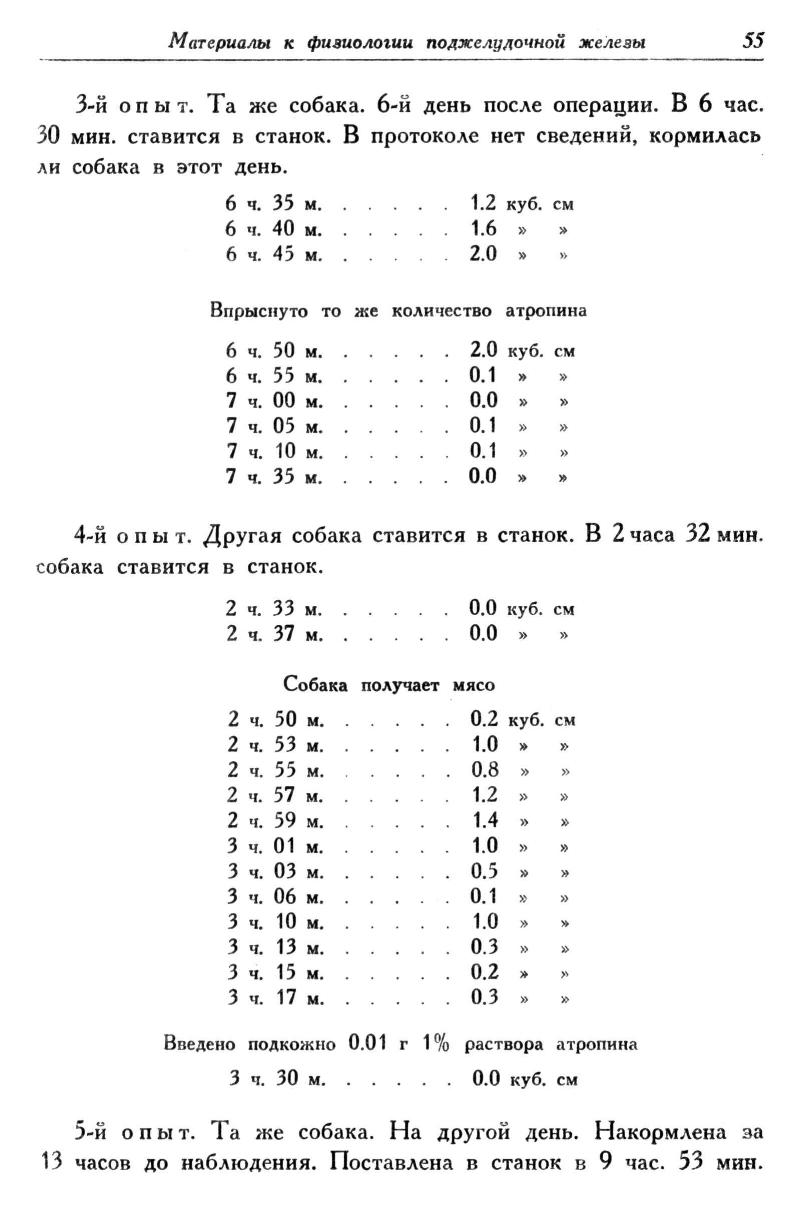 Материалы к физиологии поджелудочной железы 55
3-й опыт. Та же собака. 6-й день после операции. В 6 час.
30 мин. ставится в станок. В протоколе нет сведений, кормилась
ли собака в этот день.
6 ч. 35 м. . . . . . 1.2 куб. см
6 ч. 40 м. . . . . . 1.6 » »
6 ч. 45 м. . . . . . 2.0 » »
Впрыснуто то же количество атропина
6 ч. 50 м. . . . . . 2.0 куб. см
6 ч. 55 м. . . . . . 0.1 » »
7 ч. 00 м. . . . . . 0.0 » »
7 ч. 05 м. . . . . . 0.1 » »
7 ч. 10 м. . . . . . 0.1 » »
7 ч. 35 м. . . . . . 0.0 » »
4-й опыт. Другая собака ставится в станок. В 2 часа 32 мин.
собака ставится в станок.
2 ч. 33 м. . . . . . 0.0 куб. см
2 ч. 37 м. . . . . . 0.0 » »
Собака получает мясо
2 ч. 50 м. . . . . . 0.2 куб. см
2 ч. 53 м. . . . . . 1.0 » »
2 ч. 55 м. . . . . . 0.8 » »
2 ч. 57 м. . . . . . 1.2 » »
2 ч. 59 м. . . . . . 1.4 » »
3 ч. 01 м. . . . . . 1.0 » »
3 ч. 03 м. . . . . . 0.5 » »
3 ч. 06 м. . . . . . 0.1 » »
3 ч. 10 м. . . . . . 1.0 » »
3 ч. 13 м. . . . . . 0.3 » »
3 ч. 15 м. . . . . . 0.2 » »
3 ч. 17 м. . . . . . 0.3 » »
Введено подкожно 0.01 г 1% раствора атропина
3 ч. 30 м. . . . . . 0.0 куб. см
5-й опыт. Та же собака. На другой день. Накормлена за
13 часов до наблюдения. Поставлена в станок в 9 час. 53 мин.